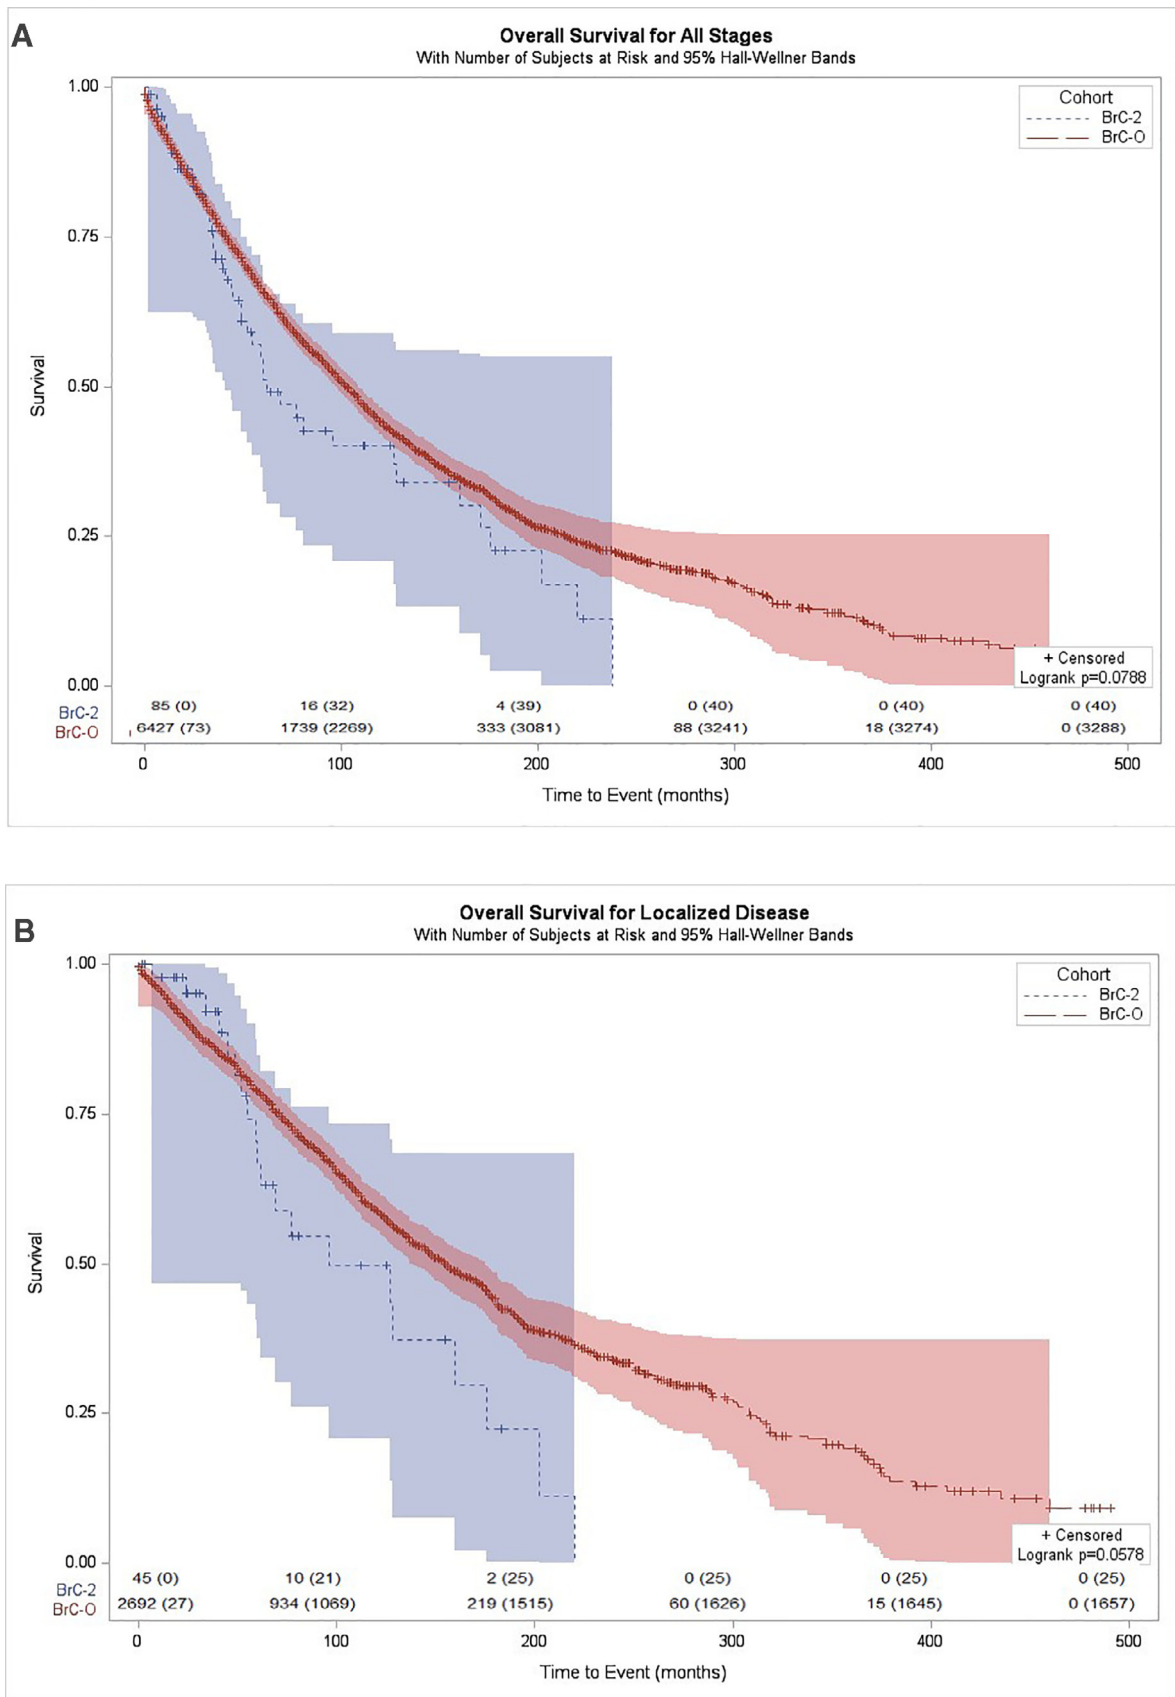 A
Overall Survival for All Stages
With Number of Subjects at Risk and 95% Hall-Wellner Bands
Cohort
BrC-2
BrC-O
1.00
0.75
0.50
0.25
0.00
Survival
+ Censored
Logrank p=0.0788
BrC-2 85 (0) 16 (32) 4 (39) 0 (40) 0 (40) 0 (40)
BrC-O 6427 (73) 1739 (2269) 333 (3081) 88 (3241) 18 (3274) 0 (3288)
0 100 200 300 400 500
Time to Event (months)
B
Overall Survival for Localized Disease
With Number of Subjects at Risk and 95% Hall-Wellner Bands
Cohort
BrC-2
BrC-O
1.00
0.75
0.50
0.25
0.00
Survival
+ Censored
Logrank p=0.0578
BrC-2 45 (0) 10 (21) 2 (25) 0 (25) 0 (25) 0 (25)
BrC-O 2692 (27) 934 (1069) 219 (1515) 60 (1626) 15 (1645) 0 (1657)
0 100 200 300 400 500
Time to Event (months)